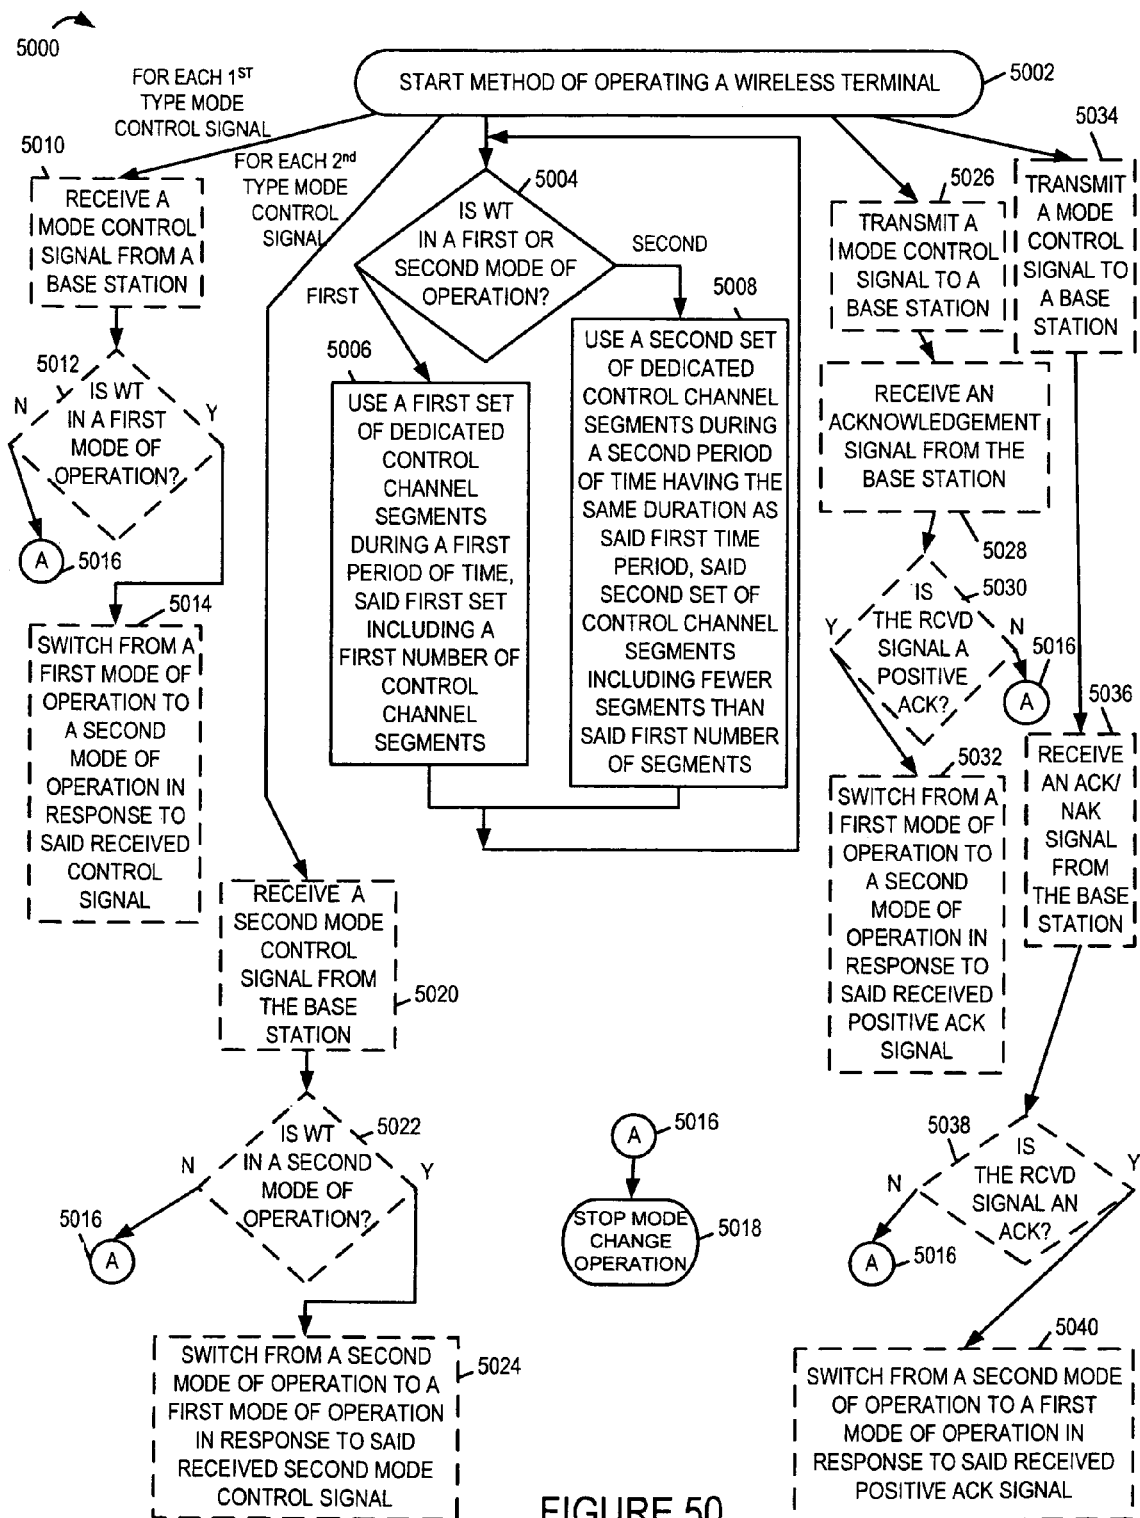 5000
START METHOD OF OPERATING A WIRELESS TERMINAL
5002
FOR EACH 1ST
TYPE MODE
CONTROL SIGNAL
5010
RECEIVE A
MODE CONTROL
SIGNAL FROM A
BASE STATION
5012
IS WT
IN A FIRST
MODE OF
OPERATION?
N
Y
A
5016
5014
SWITCH FROM A
FIRST MODE OF
OPERATION TO
A SECOND
MODE OF
OPERATION IN
RESPONSE TO
SAID RECEIVED
CONTROL
SIGNAL
FOR EACH 2nd
TYPE MODE
CONTROL
SIGNAL
5004
IS WT
IN A FIRST OR
SECOND MODE OF
OPERATION?
FIRST
SECOND
5006
USE A FIRST SET
OF DEDICATED
CONTROL
CHANNEL
SEGMENTS
DURING A FIRST
PERIOD OF TIME,
SAID FIRST SET
INCLUDING A
FIRST NUMBER OF
CONTROL
CHANNEL
SEGMENTS
5008
USE A SECOND SET
OF DEDICATED
CONTROL CHANNEL
SEGMENTS DURING
A SECOND PERIOD
OF TIME HAVING THE
SAME DURATION AS
SAID FIRST TIME
PERIOD, SAID
SECOND SET OF
CONTROL CHANNEL
SEGMENTS
INCLUDING FEWER
SEGMENTS THAN
SAID FIRST NUMBER
OF SEGMENTS
RECEIVE A
SECOND MODE
CONTROL
SIGNAL FROM
THE BASE
STATION
5020
IS WT
IN A SECOND
MODE OF
OPERATION?
5022
N
Y
5016
A
SWITCH FROM A SECOND
MODE OF OPERATION TO A
FIRST MODE OF OPERATION
IN RESPONSE TO SAID
RECEIVED SECOND MODE
CONTROL SIGNAL
5024
A
5016
STOP MODE
CHANGE
OPERATION
5018
5026
TRANSMIT A
MODE CONTROL
SIGNAL TO A
BASE STATION
RECEIVE AN
ACKNOWLEDGEMENT
SIGNAL FROM THE
BASE STATION
5028
5030
IS
THE RCVD
SIGNAL A
POSITIVE
ACK?
Y
N
5016
A
5032
SWITCH FROM A
FIRST MODE OF
OPERATION TO
A SECOND
MODE OF
OPERATION IN
RESPONSE TO
SAID RECEIVED
POSITIVE ACK
SIGNAL
5034
TRANSMIT
A MODE
CONTROL
SIGNAL TO
A BASE
STATION
5036
RECEIVE
AN ACK/
NAK
SIGNAL
FROM
THE BASE
STATION
5038
IS
THE RCVD
SIGNAL AN
ACK?
N
Y
A
5016
5040
SWITCH FROM A SECOND MODE
OF OPERATION TO A FIRST
MODE OF OPERATION IN
RESPONSE TO SAID RECEIVED
POSITIVE ACK SIGNAL
FIGURE 50